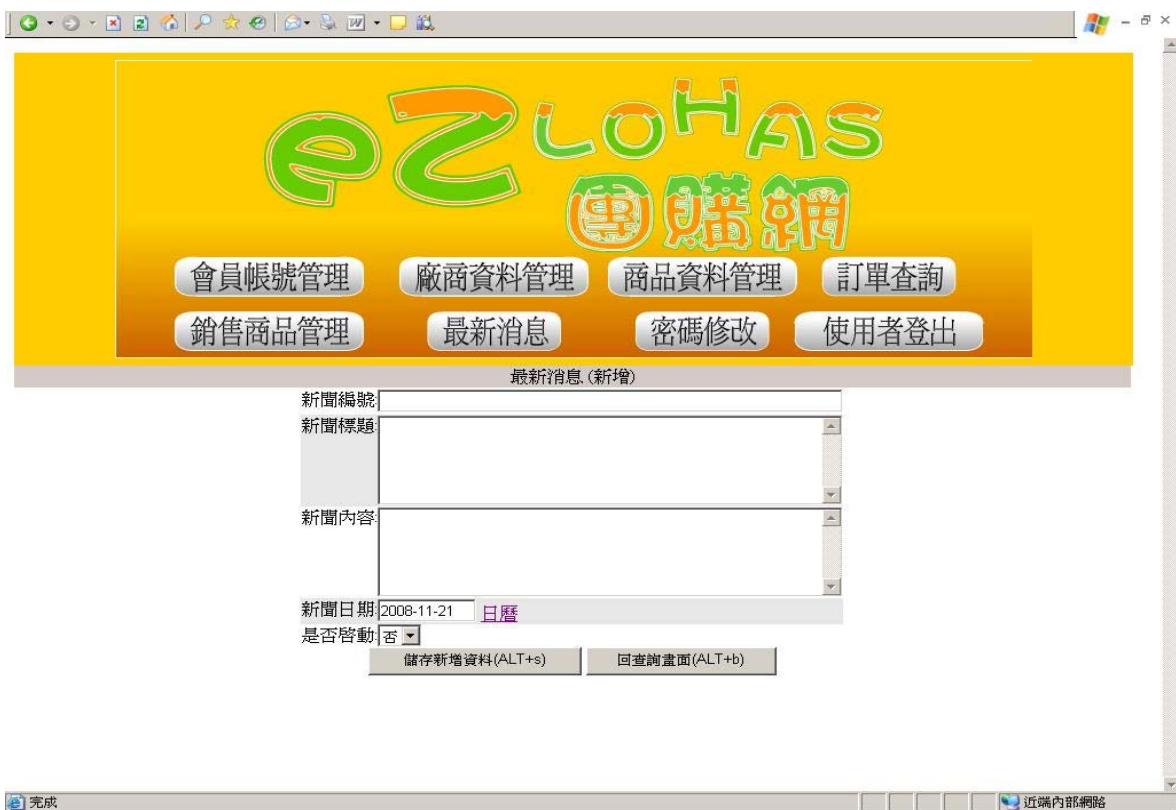 eZ LOHAS
團購網
會員帳號管理 廠商資料管理 商品資料管理 訂單查詢
銷售商品管理 最新消息 密碼修改 使用者登出
最新消息 (新增)
新聞編號:
新聞標題:
新聞內容:
新聞日期: 2008-11-21 日曆
是否啓動: 否
儲存新增資料(ALT+s) 回查詢畫面(ALT+b)
完成 近端內部網路